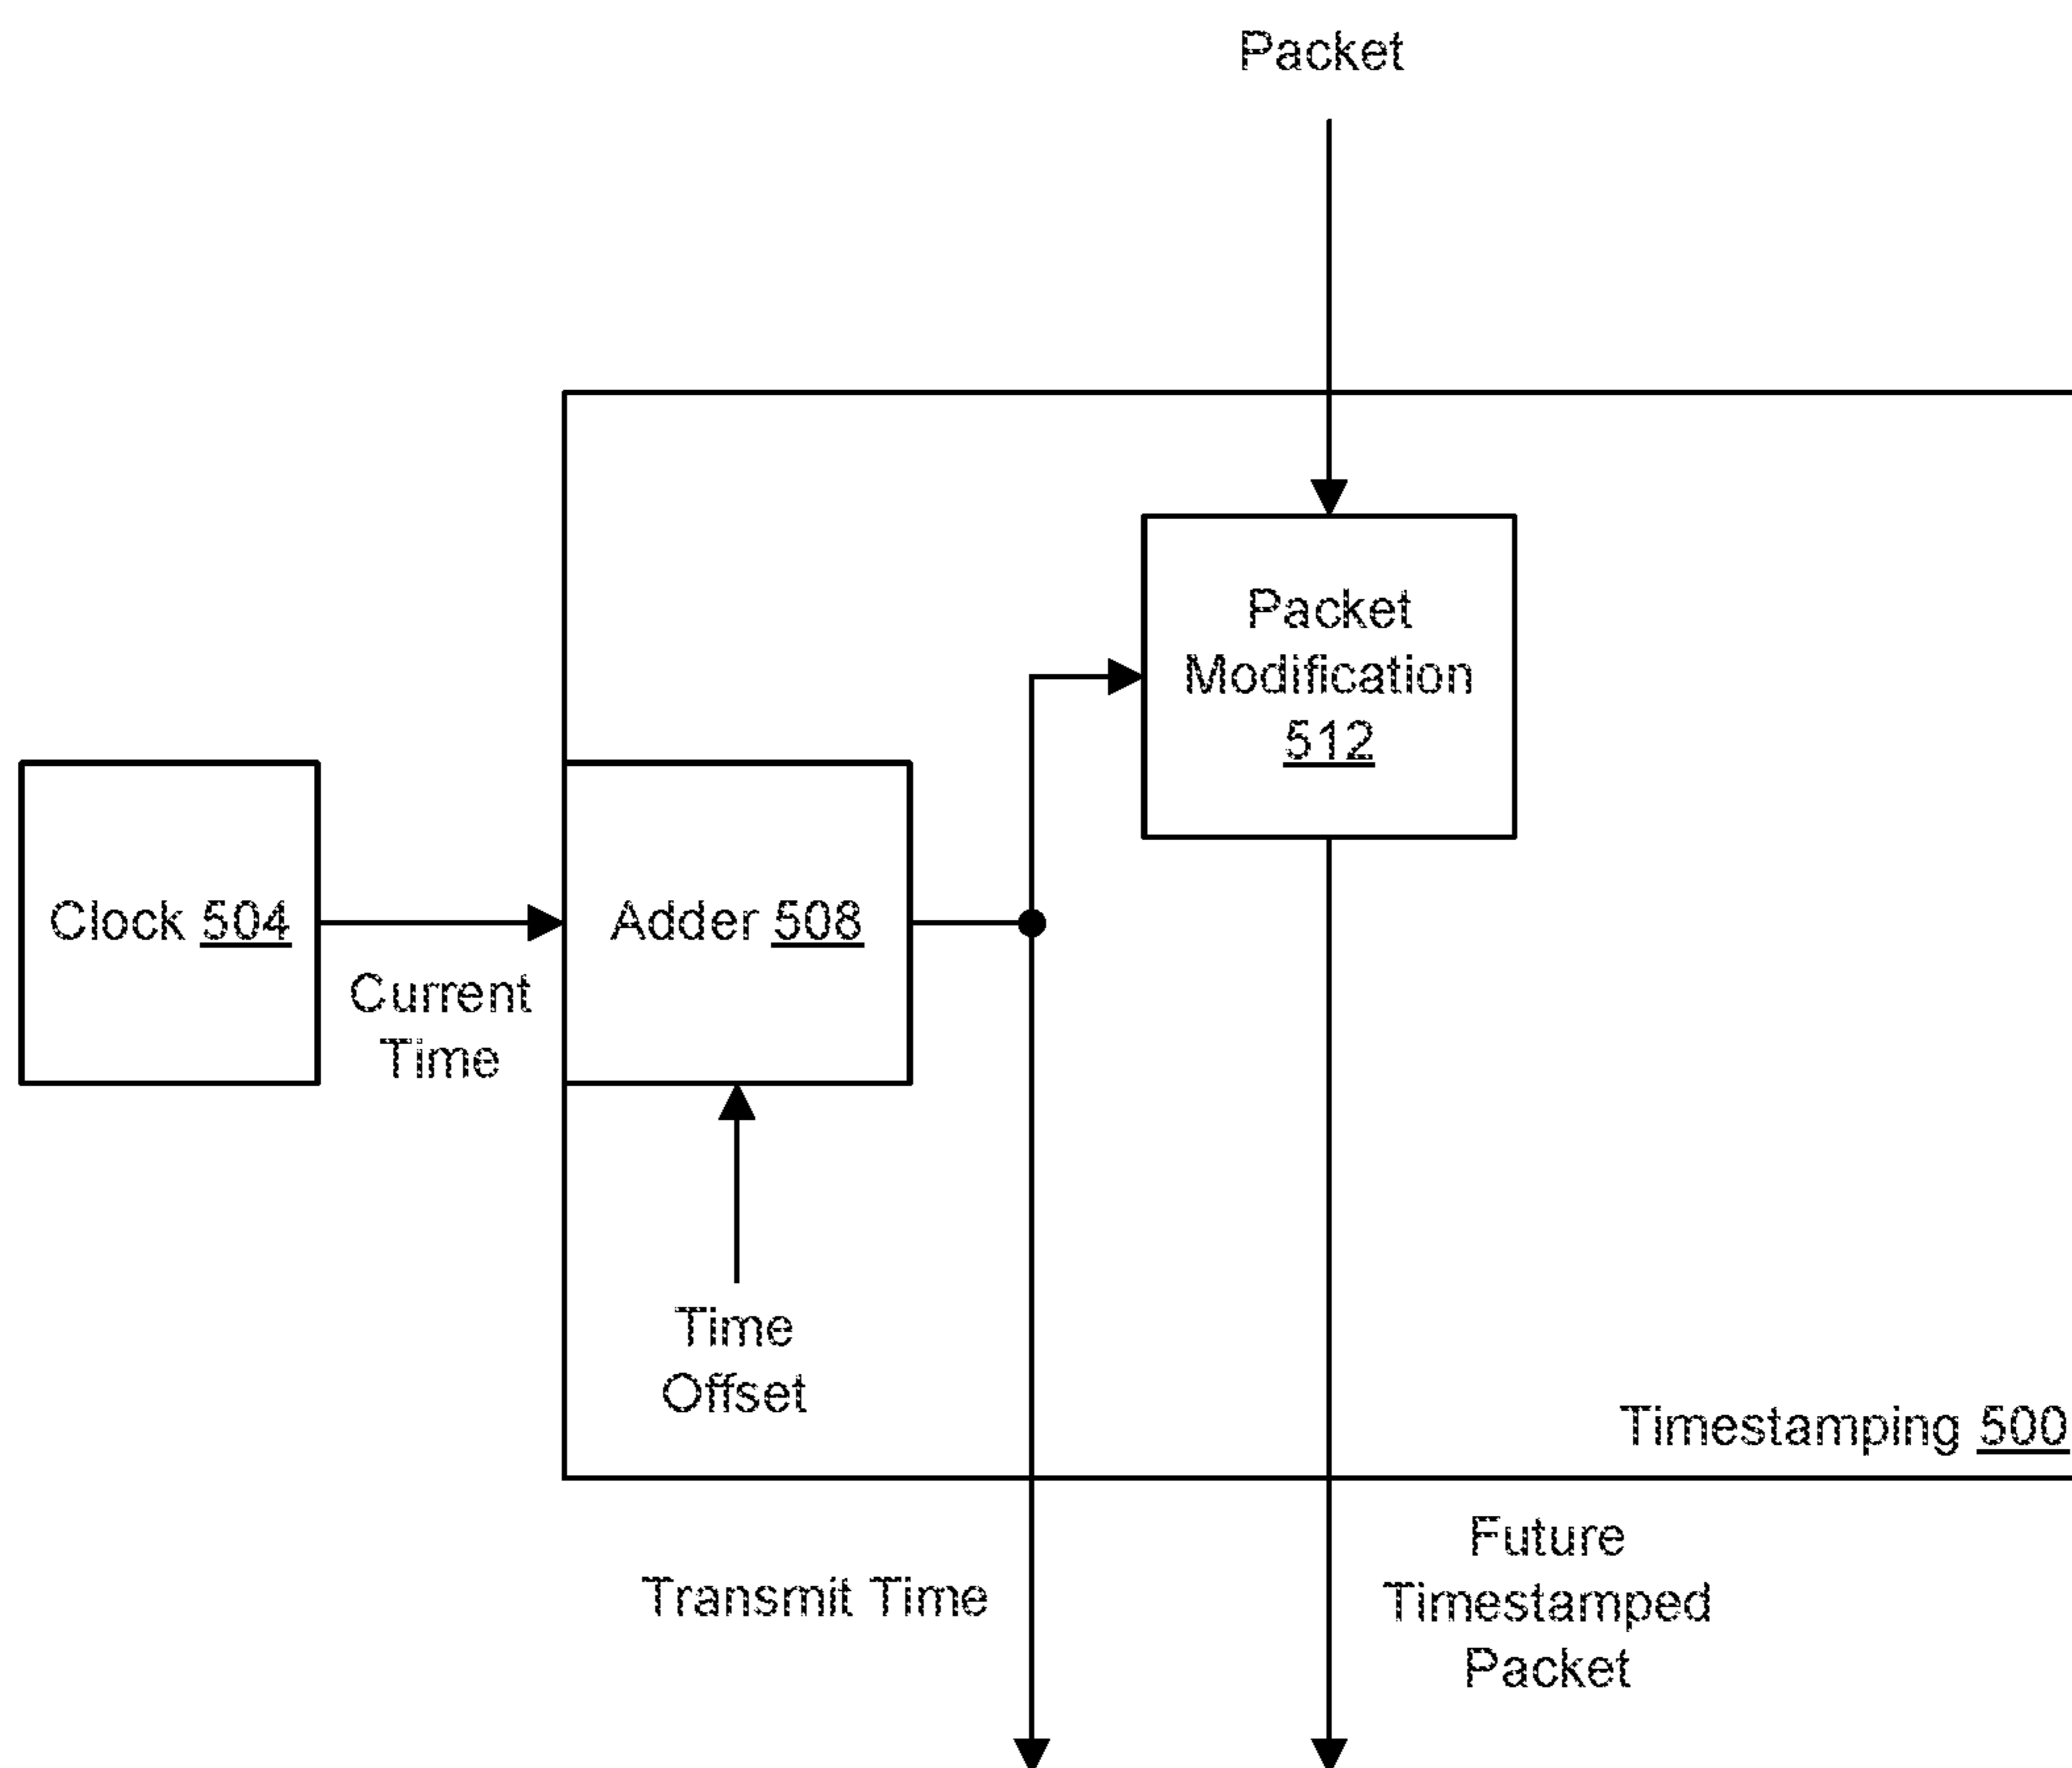 Packet
Packet
Modification
512
Clock 504
Adder 508
Current
Time
Time
Offset
Timestamping 500
Transmit Time
Future
Timestamped
Packet